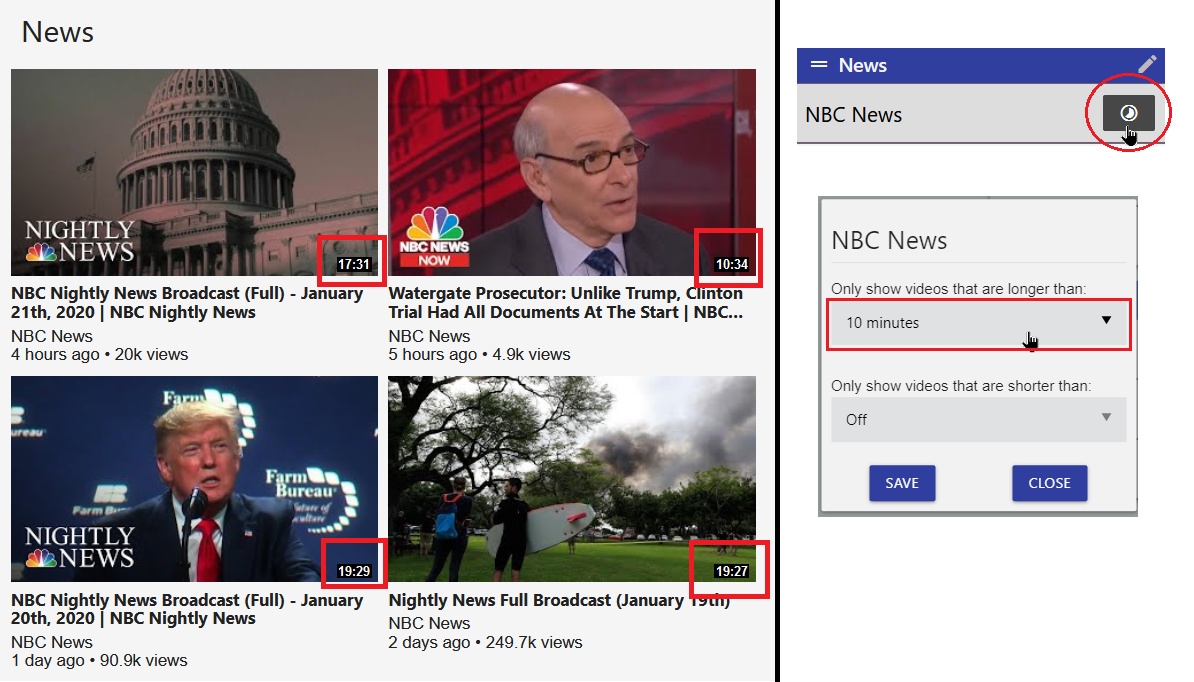 News
NIGHTLY
NEWS
17:31
NBC Nightly News Broadcast (Full) - January
21th, 2020 | NBC Nightly News
NBC News
4 hours ago • 20k views
NBC NEWS
NOW
10:34
Watergate Prosecutor: Unlike Trump, Clinton
Trial Had All Documents At The Start | NBC...
NBC News
5 hours ago • 4.9k views
Farm
Bureau
Farm
Bureau
Future of
Farm
NIGHTLY
NEWS
19:29
NBC Nightly News Broadcast (Full) - January
20th, 2020 | NBC Nightly News
NBC News
1 day ago • 90.9k views
19:27
Nightly News Full Broadcast (January 19th)
NBC News
2 days ago • 249.7k views
News
NBC News
NBC News
Only show videos that are longer than:
10 minutes
Only show videos that are shorter than:
Off
SAVE
CLOSE